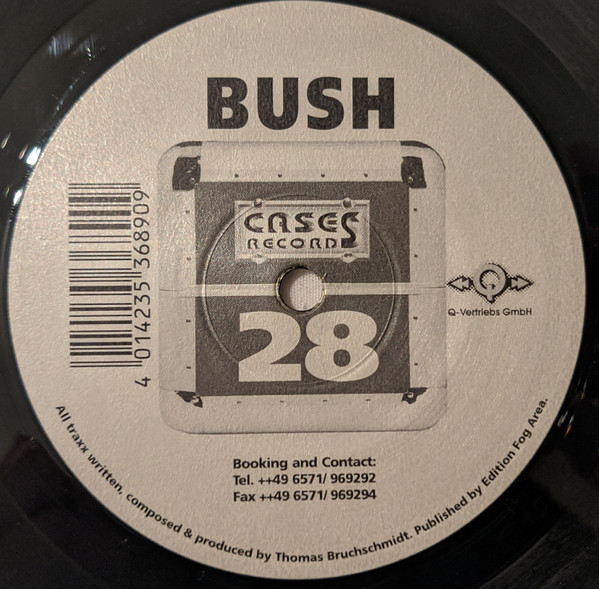 BUSH
CASES
RECORDS
28
4 014235 368909
Q
Q-Vertriebs GmbH
Booking and Contact:
Tel. ++49 6571/ 969292
Fax ++49 6571/ 969294
All traxx written, composed & produced by Thomas Bruchschmidt. Published by Edition Fog Area.